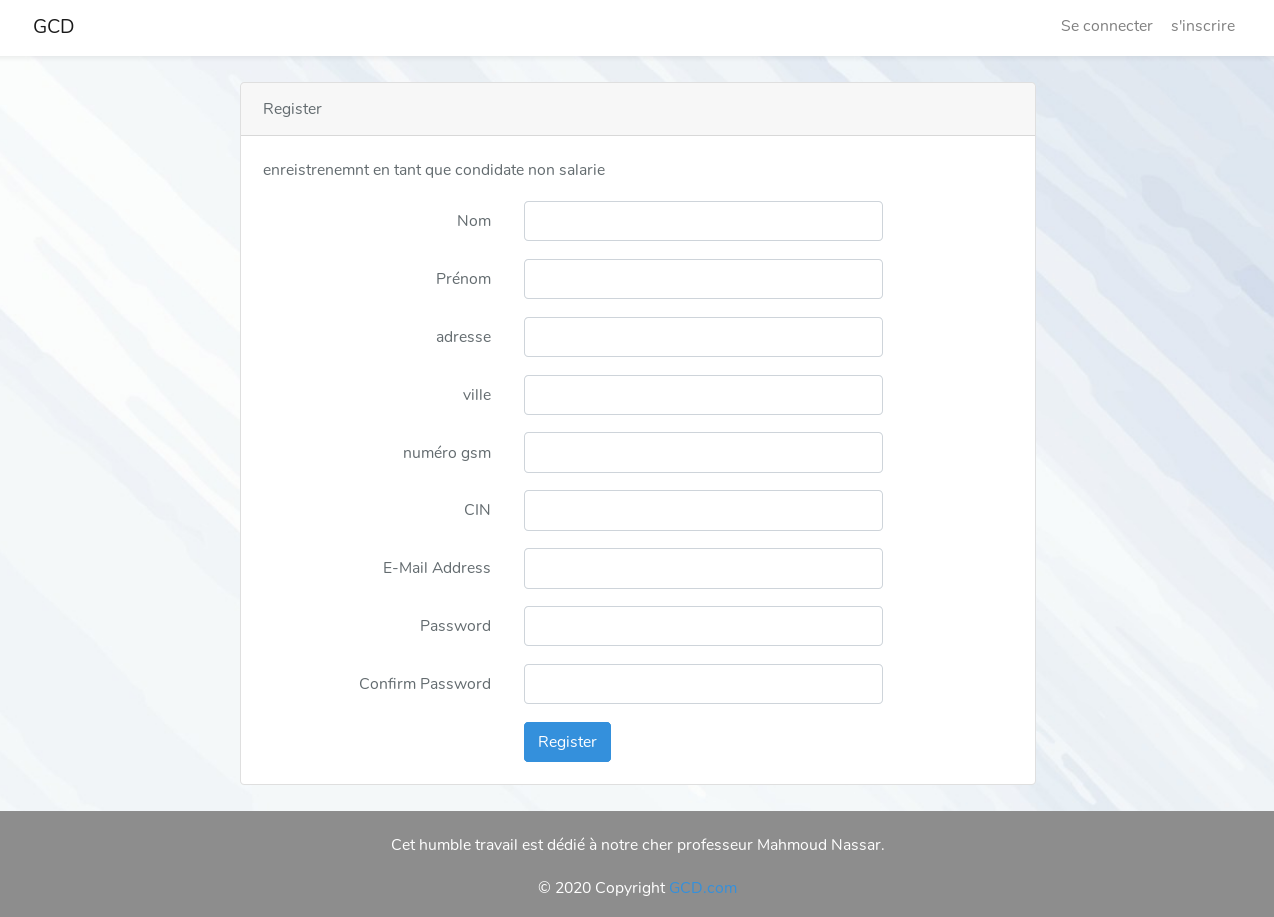 GCD
Se connecter
s'inscrire
Register
enreistrenemnt en tant que condidate non salarie
Nom
Prénom
adresse
ville
numéro gsm
CIN
E-Mail Address
Password
Confirm Password
Register
Cet humble travail est dédié à notre cher professeur Mahmoud Nassar.
© 2020 Copyright GCD.com